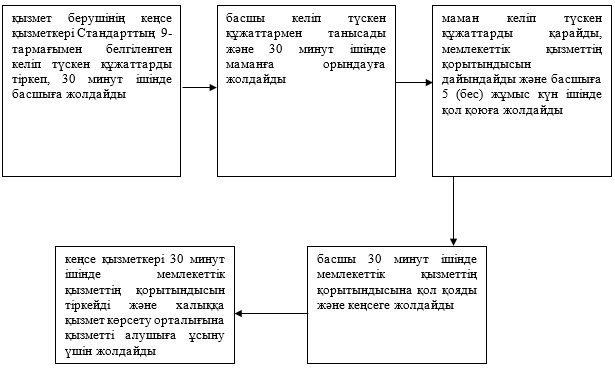 қызмет берушінің кеңсе
қызметкері Стандарттың 9-
тармағымен белгіленген
келіп түскен құжаттарды
тіркеп, 30 минут ішінде
басшыға жолдайды
басшы келіп түскен
құжаттармен танысады
және 30 минут ішінде
маманға орындауға
жолдайды
маман келіп түскен
құжаттарды қарайды,
мемлекеттік қызметтің
қорытындысын
дайындайды және басшыға
5 (бес) жұмыс күн ішінде
қол қоюға жолдайды
басшы 30 минут ішінде
мемлекеттік қызметтің
қорытындысына қол қояды
және кеңсеге жолдайды
кеңсе қызметкері 30 минут
ішінде мемлекеттік
қызметтің қорытындысын
тіркейді және халыққа
қызмет көрсету орталығына
қызметті алушыға ұсыну
үшін жолдайды